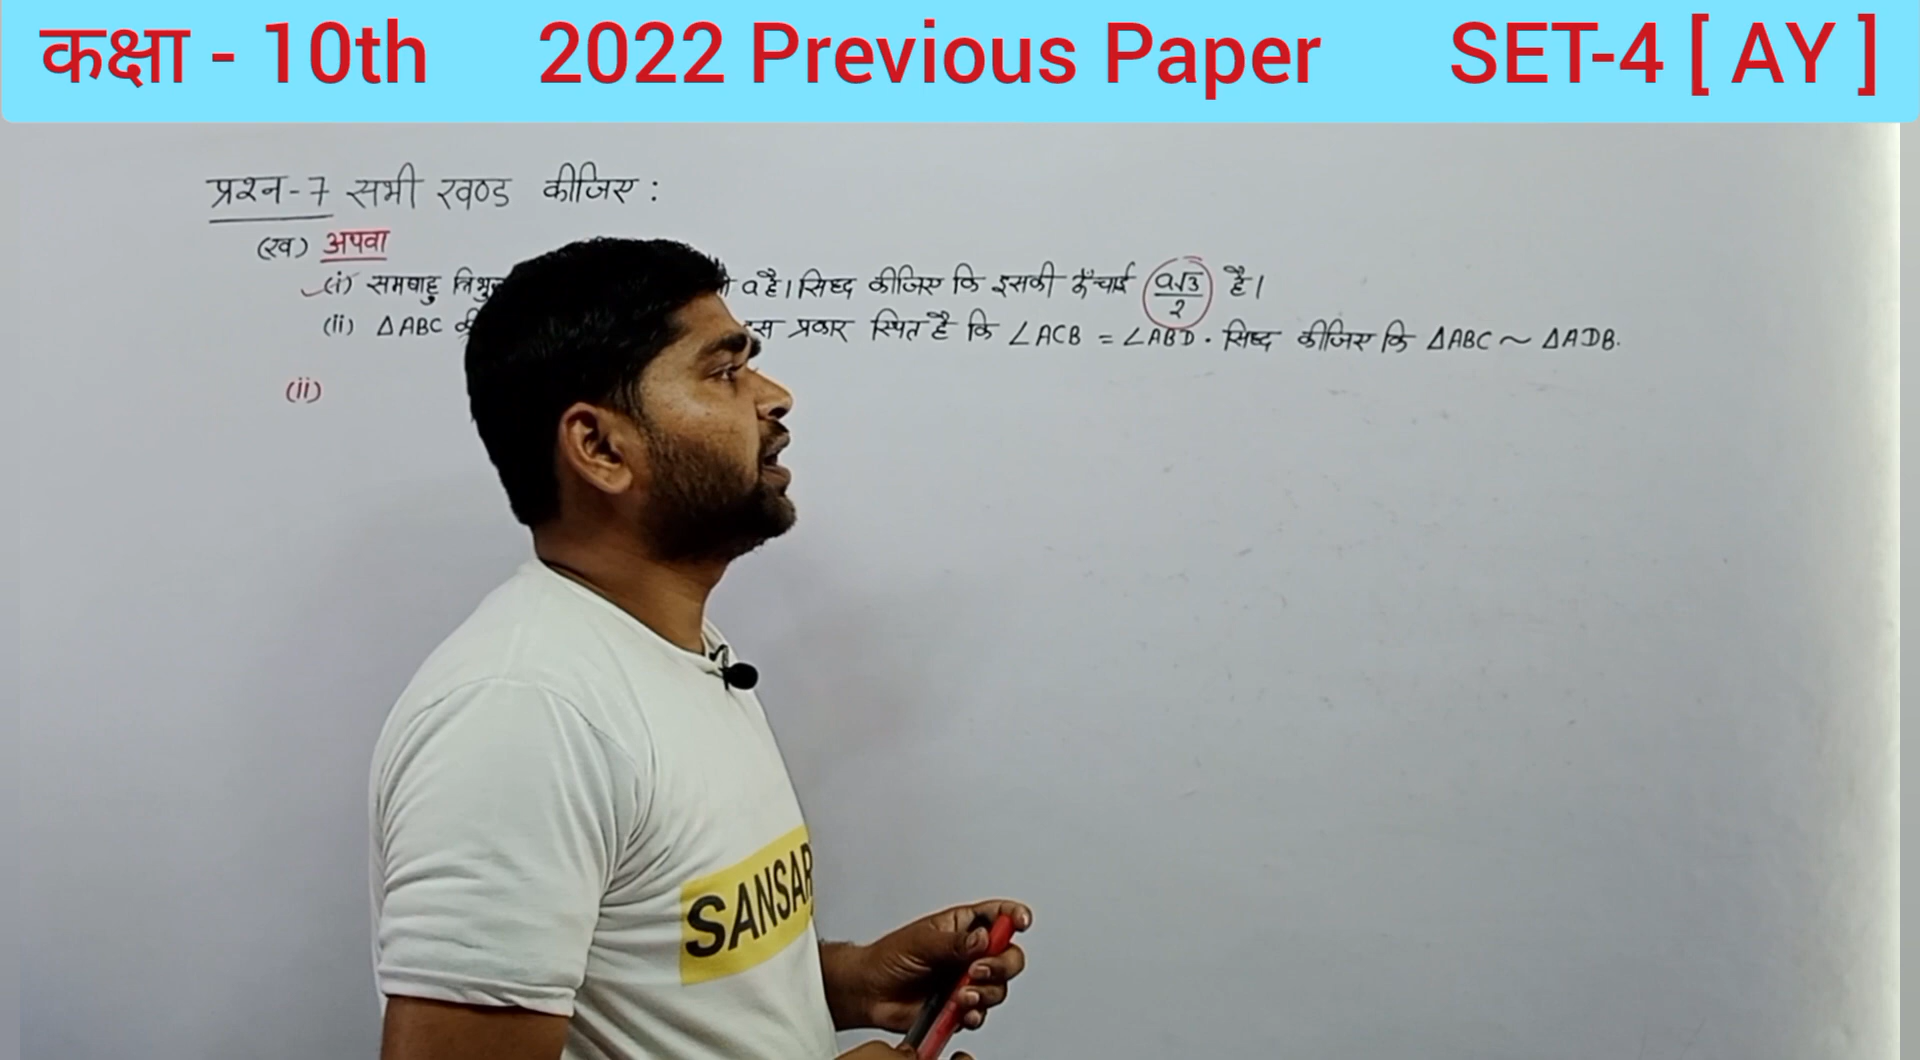 कक्षा - 10th 2022 Previous Paper SET-4 [ AY ]
प्रश्न-7 सभी खण्ड कीजिए :
(ख) अथवा
(i) समबाहु त्रिभुज a है। सिध्द कीजिए कि इसकी ऊँचाई a√3/2 है।
(ii) ΔABC इस प्रकार स्थित है कि ∠ACB = ∠ABD . सिध्द कीजिए कि ΔABC ~ ΔADB.
(ii)
SANSAR